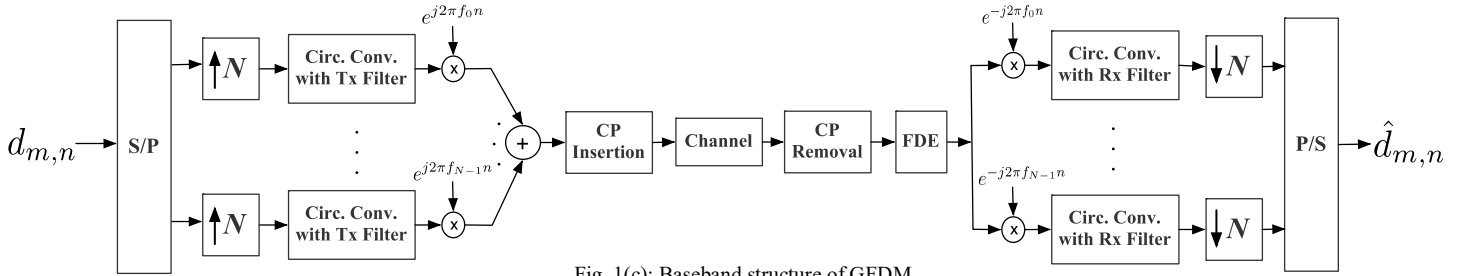 d_{m,n}
S/P
↑N
Circ. Conv.
with Tx Filter
e^{j2πf_0n}
x
↑N
Circ. Conv.
with Tx Filter
e^{j2πf_{N-1}n}
x
+
CP
Insertion
Channel
CP
Removal
FDE
e^{-j2πf_0n}
x
Circ. Conv.
with Rx Filter
↓N
e^{-j2πf_{N-1}n}
x
Circ. Conv.
with Rx Filter
↓N
P/S
\hat{d}_{m,n}
Fig. 1(c): Baseband structure of GFDM